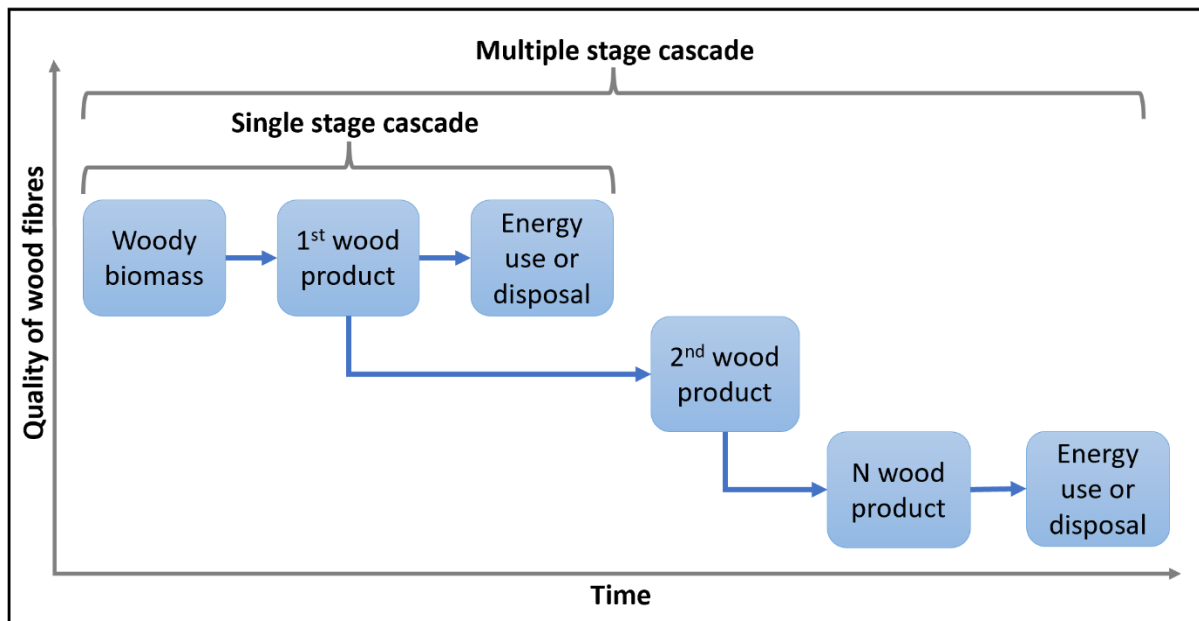 Multiple stage cascade
Single stage cascade
Quality of wood fibres
Woody
biomass
1st wood
product
Energy
use or
disposal
2nd wood
product
N wood
product
Energy
use or
disposal
Time